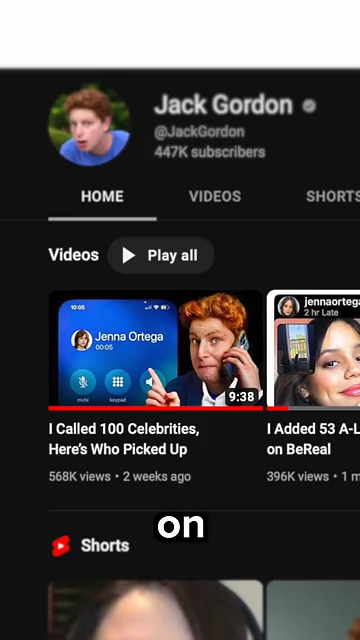 Jack Gordon
@JackGordon
447K subscribers
HOME
VIDEOS
SHORTS
Videos
Play all
10:05
Jenna Ortega
00:05
mute
keypad
9:38
jennaortega
2 hr Late
I Called 100 Celebrities,
Here’s Who Picked Up
568K views • 2 weeks ago
I Added 53 A-L
on BeReal
396K views • 1 m
on
Shorts